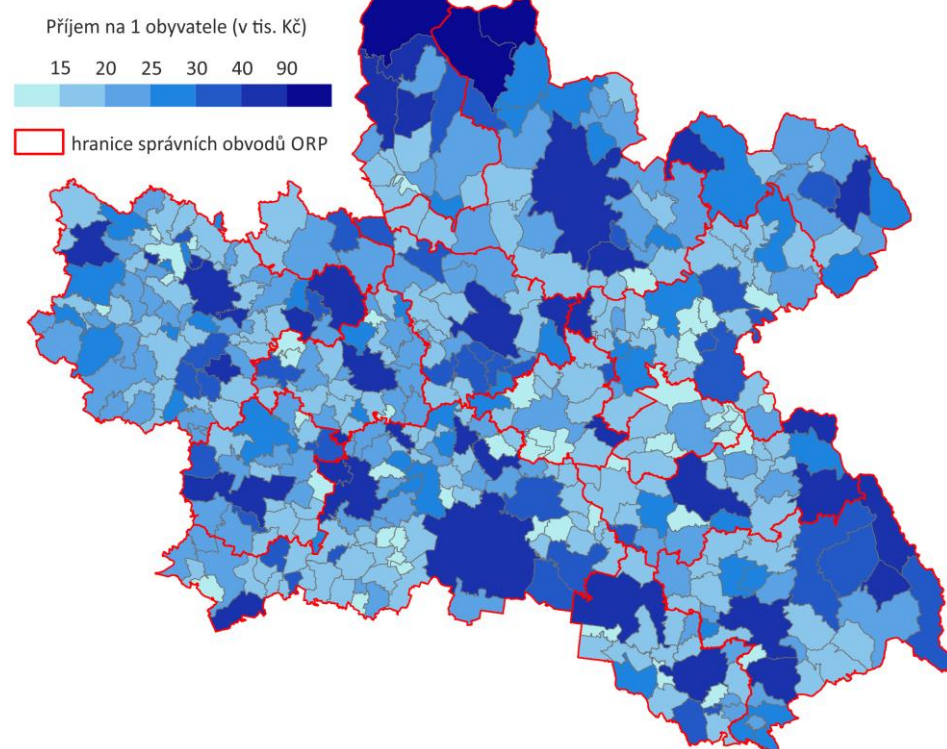 Příjem na 1 obyvatele (v tis. Kč)
15 20 25 30 40 90
hranice správních obvodů ORP